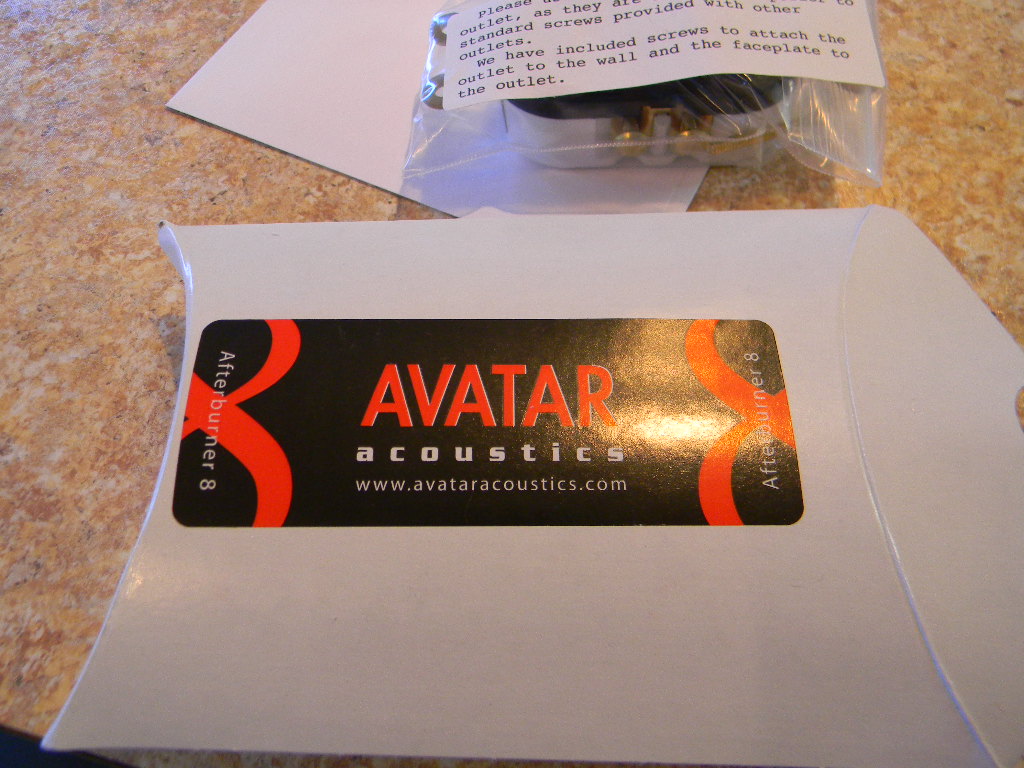 please
outlet, as they are
standard screws provided with other
outlets.
We have included screws to attach the
outlet to the wall and the faceplate to
the outlet.
Afterburner 8
AVATAR
acoustics
www.avataracoustics.com
Afterburner 8